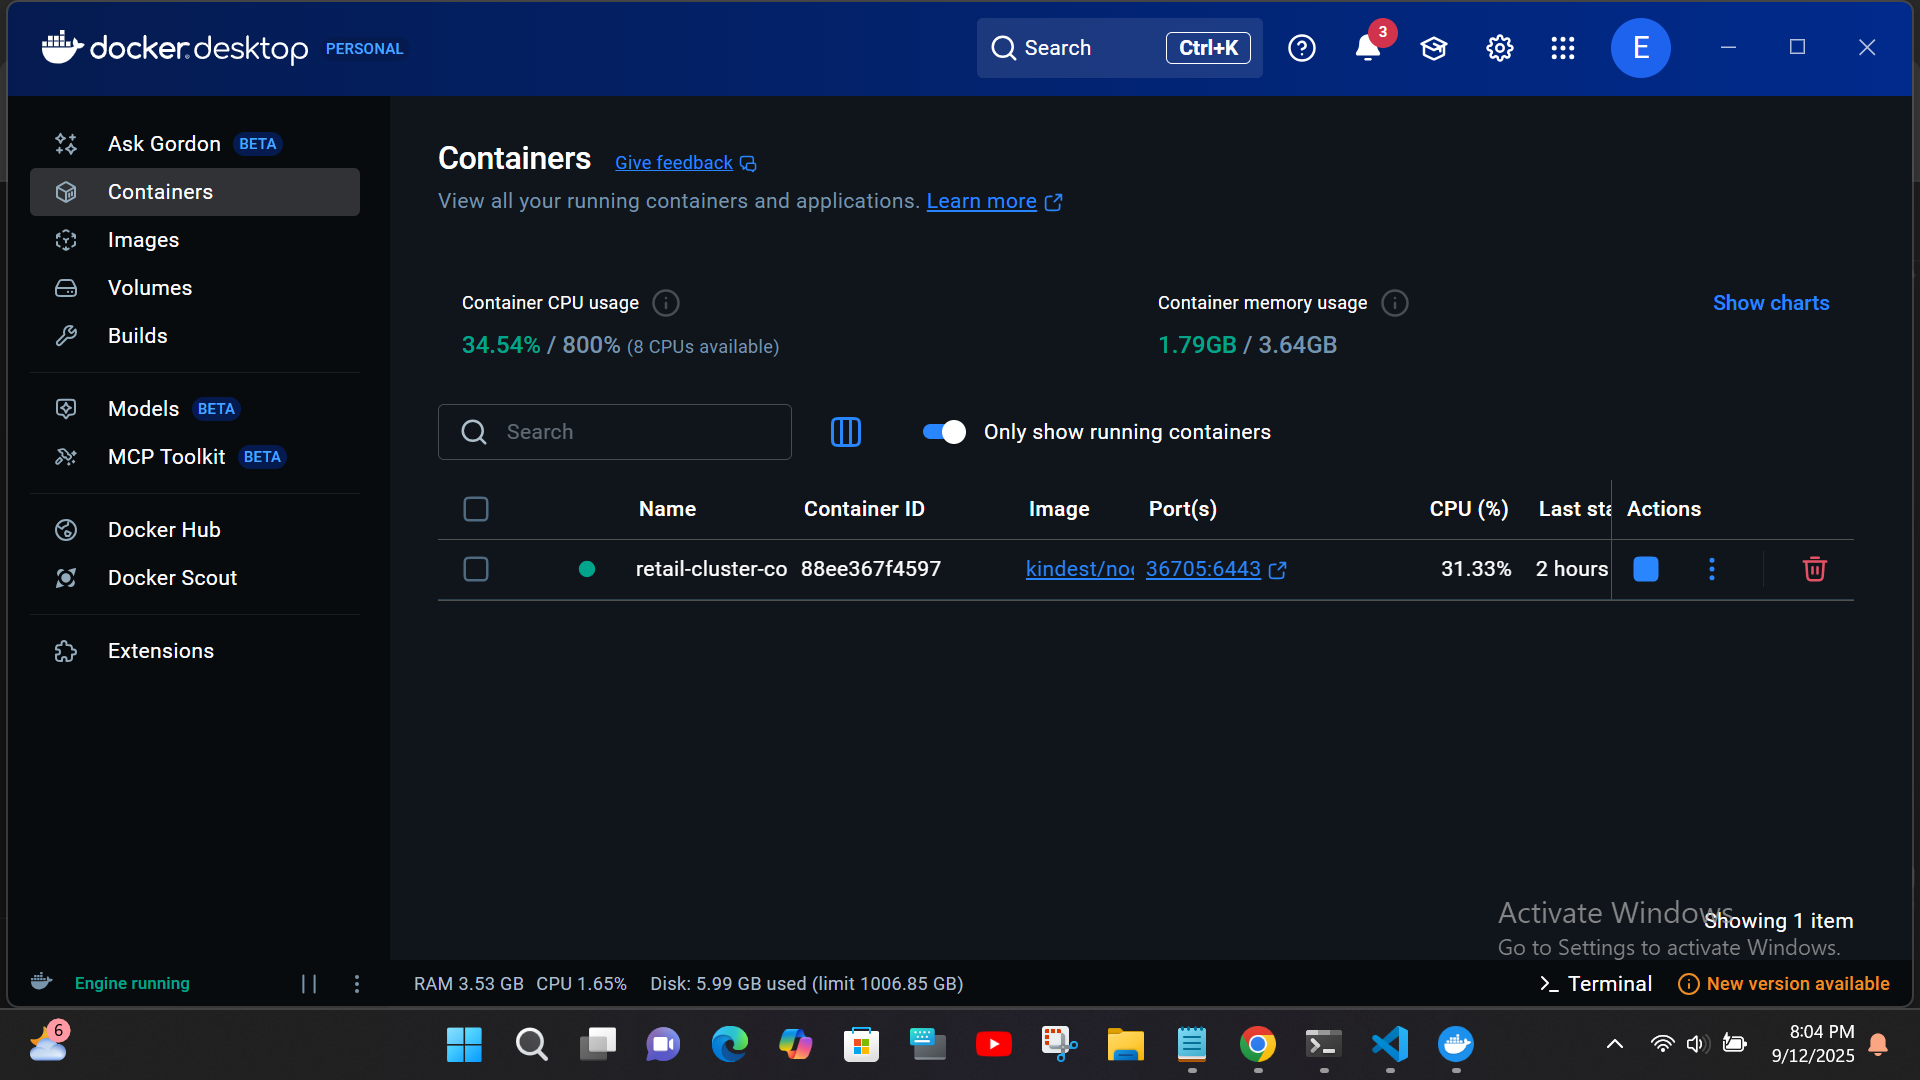 docker.desktop PERSONAL
Search Ctrl+K
3
E
Ask Gordon BETA
Containers
Images
Volumes
Builds
Models BETA
MCP Toolkit BETA
Docker Hub
Docker Scout
Extensions
Containers Give feedback
View all your running containers and applications. Learn more
Container CPU usage
34.54% / 800% (8 CPUs available)
Container memory usage
1.79GB / 3.64GB
Show charts
Search
Only show running containers
Name Container ID Image Port(s) CPU (%) Last sta Actions
retail-cluster-co 88ee367f4597 kindest/no 36705:6443 31.33% 2 hours
Showing 1 item
Activate Windows
Go to Settings to activate Windows.
Engine running
RAM 3.53 GB CPU 1.65% Disk: 5.99 GB used (limit 1006.85 GB)
>_ Terminal
New version available
6
8:04 PM
9/12/2025